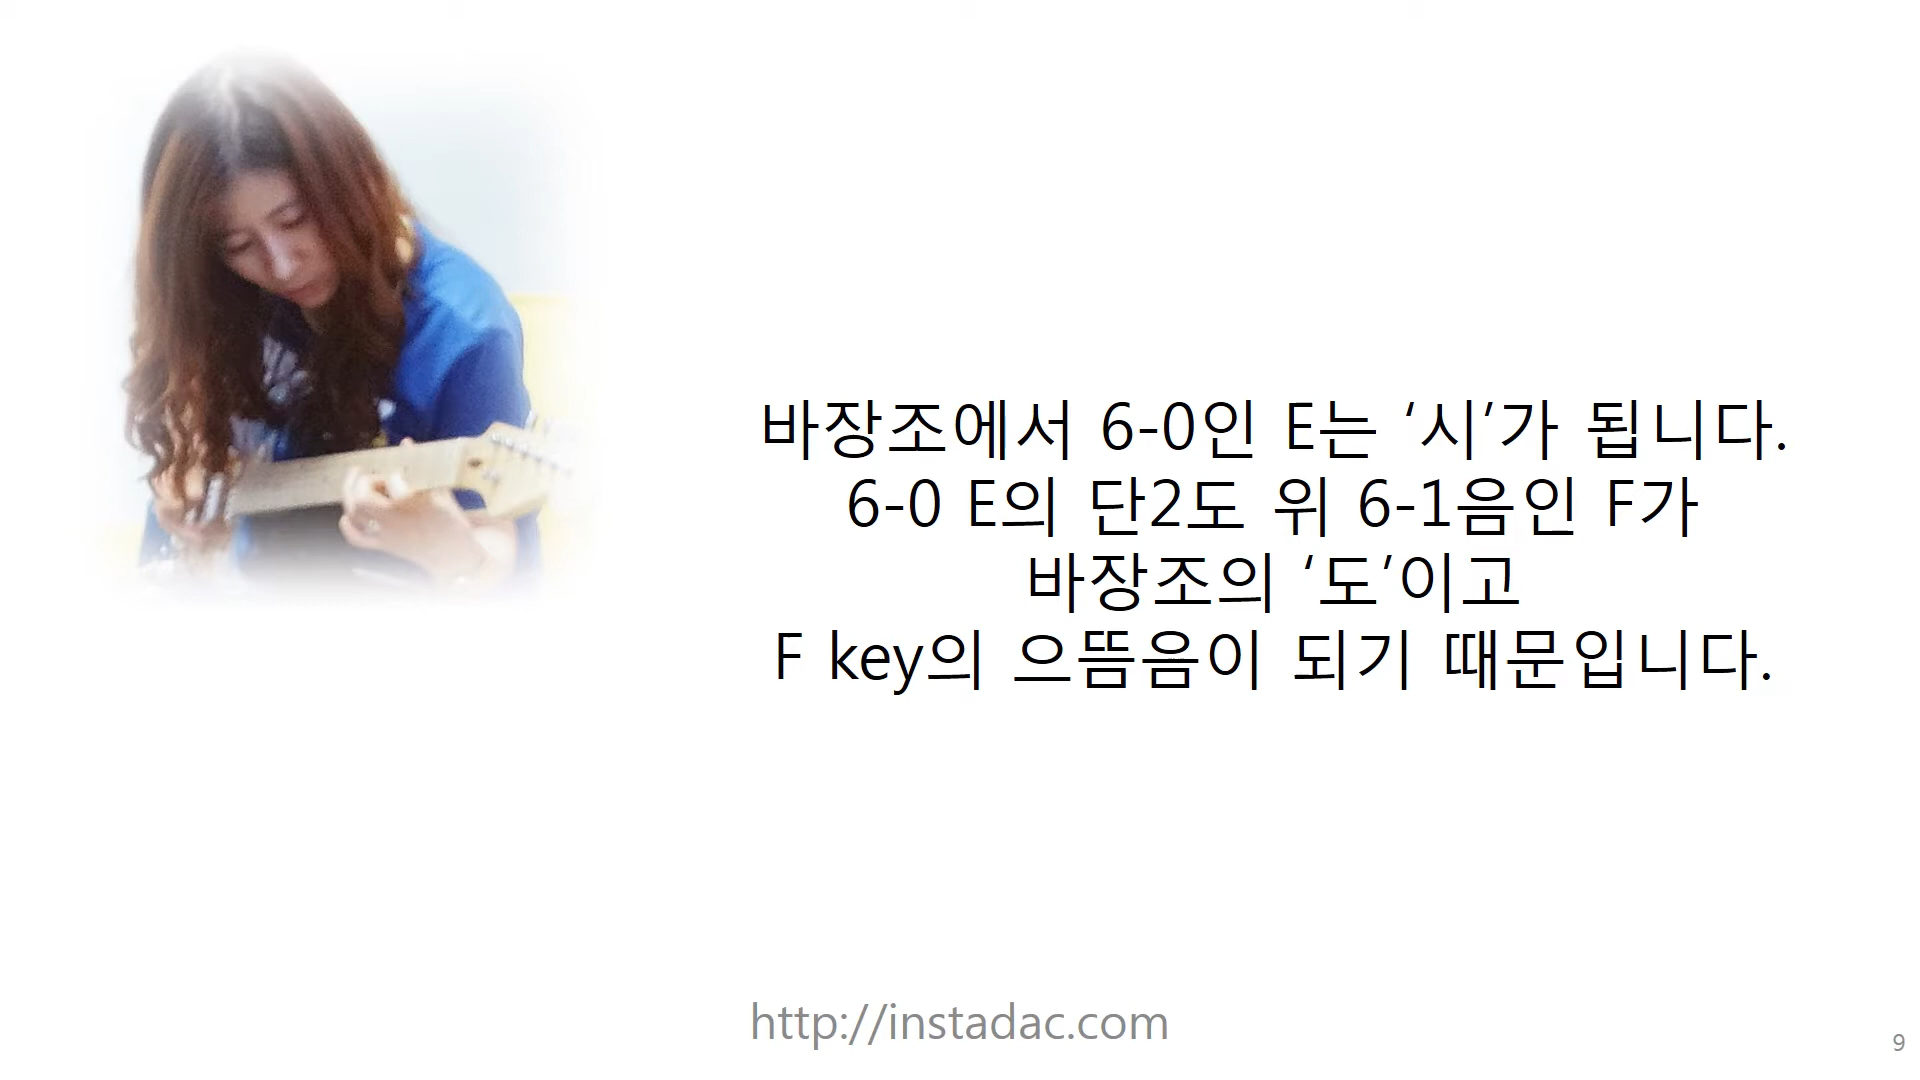 바장조에서 6-0인 E는 ‘시’가 됩니다.
6-0 E의 단2도 위 6-1음인 F가
바장조의 ‘도’이고
F key의 으뜸음이 되기 때문입니다.
http://instadac.com
9